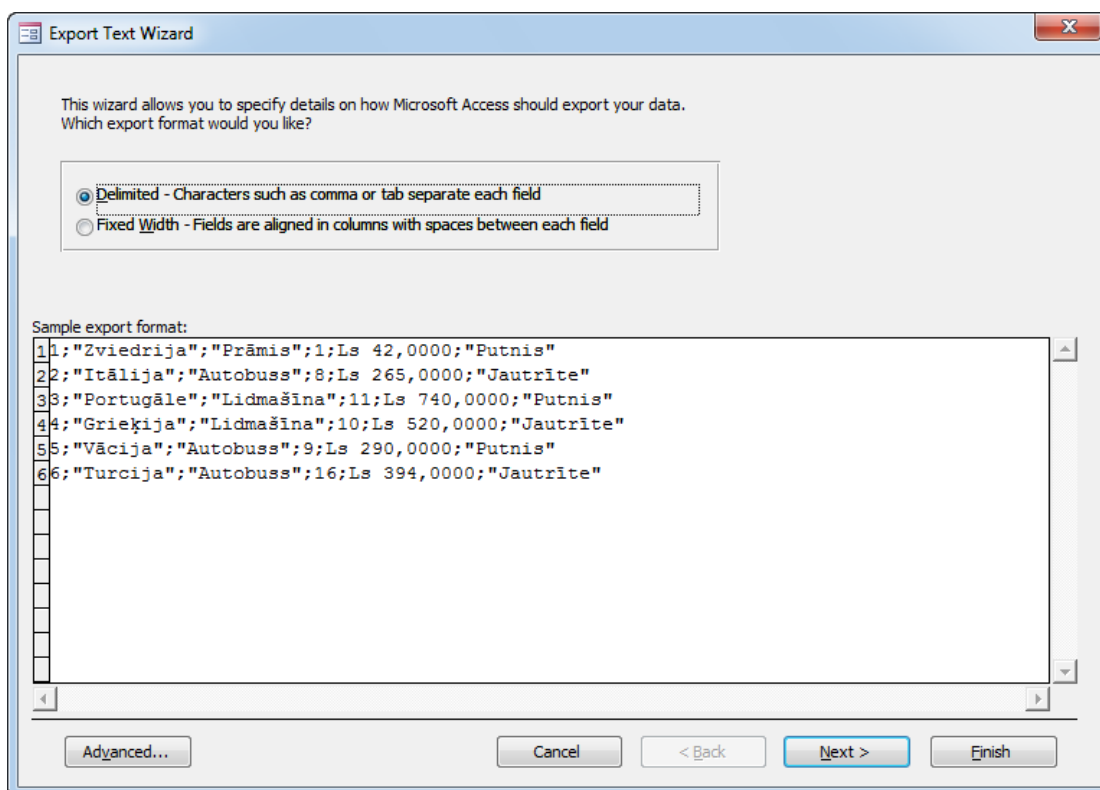 Export Text Wizard
This wizard allows you to specify details on how Microsoft Access should export your data.
Which export format would you like?
Delimited - Characters such as comma or tab separate each field
Fixed Width - Fields are aligned in columns with spaces between each field
Sample export format:
1 1;"Zviedrija";"Prāmis";1;Ls 42,0000;"Putnis"
2 2;"Itālija";"Autobuss";8;Ls 265,0000;"Jautrīte"
3 3;"Portugāle";"Lidmašīna";11;Ls 740,0000;"Putnis"
4 4;"Grieķija";"Lidmašīna";10;Ls 520,0000;"Jautrīte"
5 5;"Vācija";"Autobuss";9;Ls 290,0000;"Putnis"
6 6;"Turcija";"Autobuss";16;Ls 394,0000;"Jautrīte"
Advanced... Cancel < Back Next > Finish